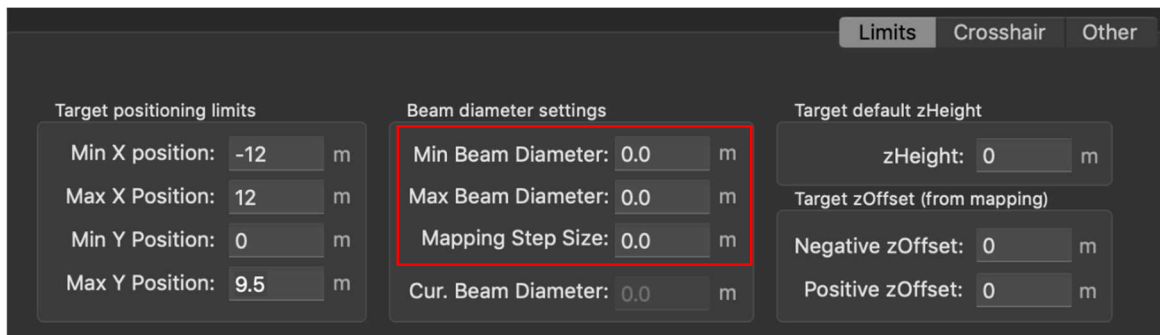 Limits Crosshair Other
Target positioning limits
Min X position: -12 m
Max X Position: 12 m
Min Y Position: 0 m
Max Y Position: 9.5 m
Beam diameter settings
Min Beam Diameter: 0.0 m
Max Beam Diameter: 0.0 m
Mapping Step Size: 0.0 m
Cur. Beam Diameter: 0.0 m
Target default zHeight
zHeight: 0 m
Target zOffset (from mapping)
Negative zOffset: 0 m
Positive zOffset: 0 m